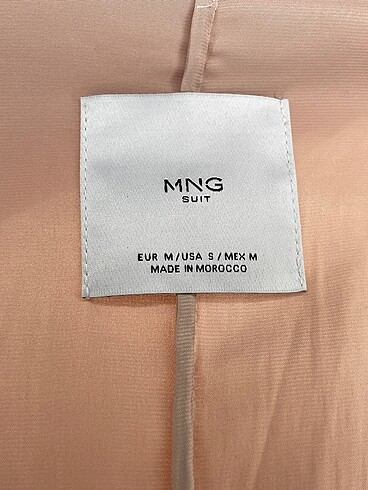 MNG
SUIT
EUR M/USA S/MEX M
MADE IN MOROCCO